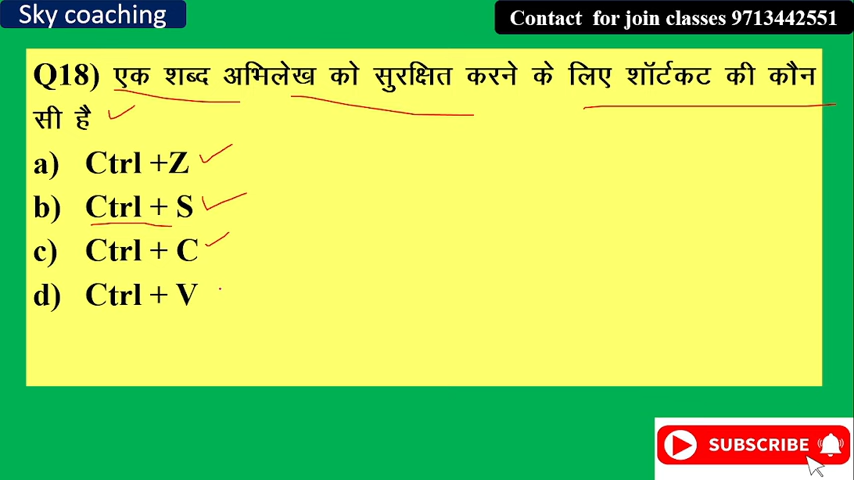 Sky coaching
Contact for join classes 9713442551
Q18) एक शब्द अभिलेख को सुरक्षित करने के लिए शॉर्टकट की कौन
सी है
a) Ctrl +Z
b) Ctrl + S
c) Ctrl + C
d) Ctrl + V
SUBSCRIBE